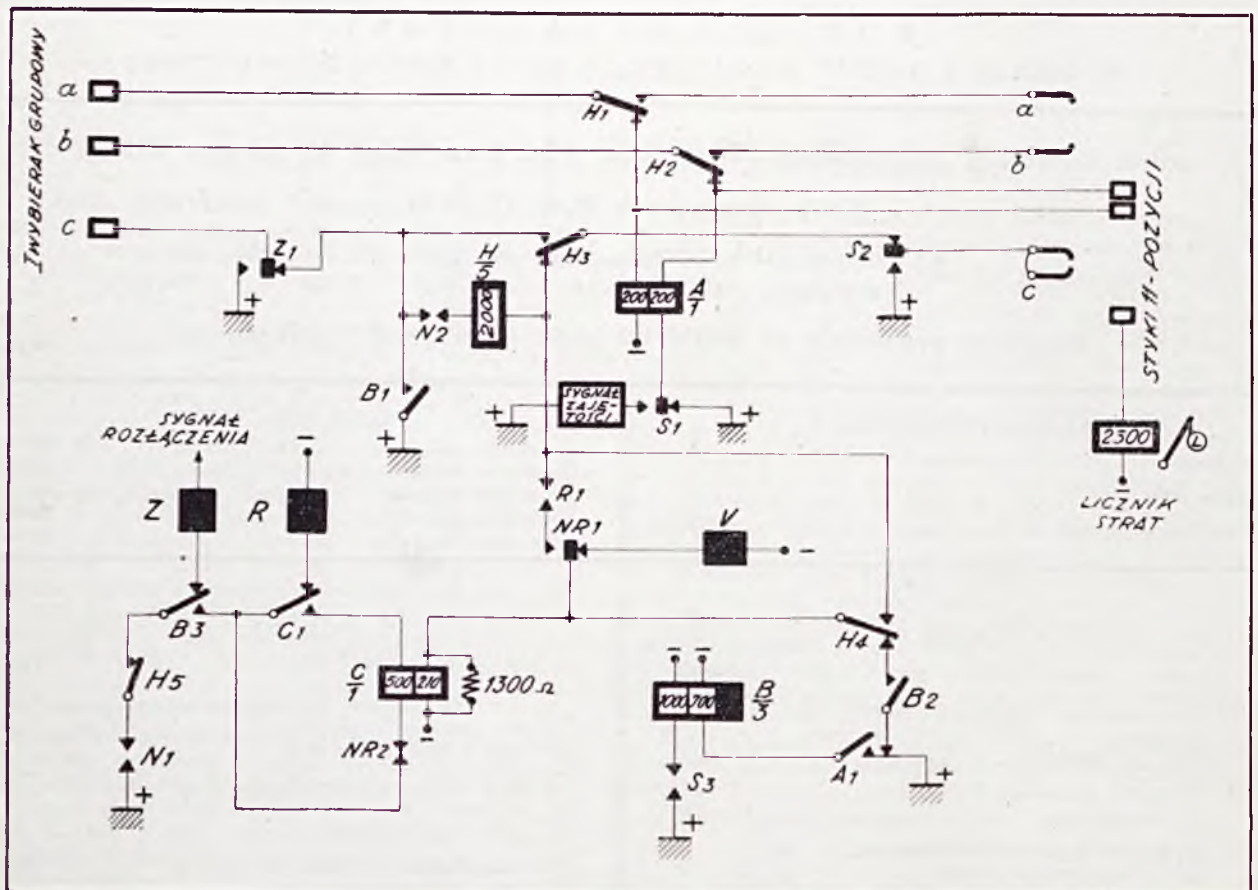 I WYBIERAK GRUPOWY
a
b
c
H1
a
H2
b
Z1
+
H
5
2000
H3
S2
+
c
N2
200 200
A
1
–
–
STYKI 11-POZYCJI
B1
+
+
SYGNAŁ
ZAJĘ-
TOŚCI
S1
+
SYGNAŁ
ROZŁĄCZENIA
–
2300
L
–
LICZNIK
STRAT
R1
NR1
V
–
Z
R
B3
C1
H4
H5
C
1
500 210
1300 Ω
–
– –
1000 700
B
3
B2
N1
+
NR2
S3
+
A1
+